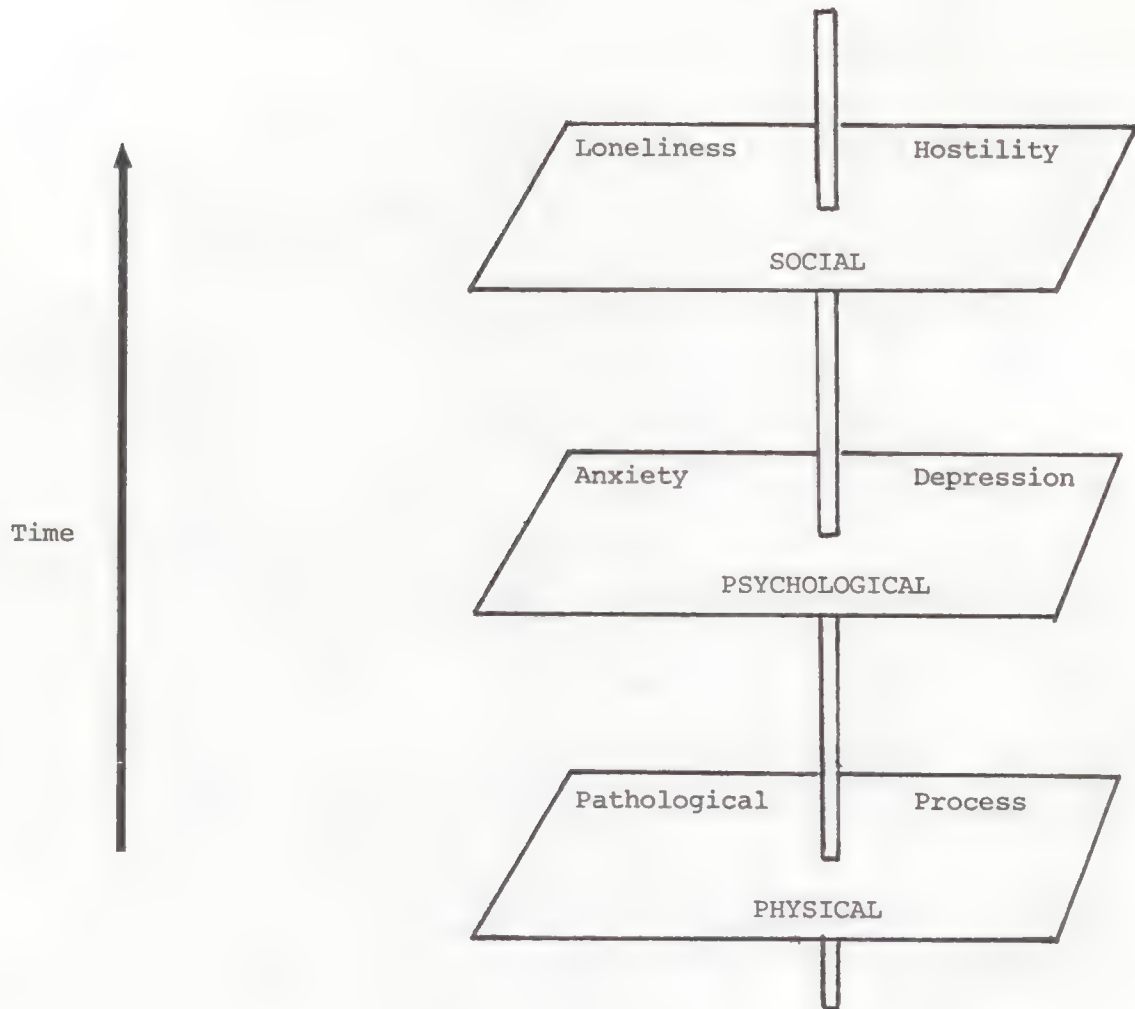 Loneliness Hostility
SOCIAL
Anxiety Depression
Time
PSYCHOLOGICAL
Pathological Process
PHYSICAL